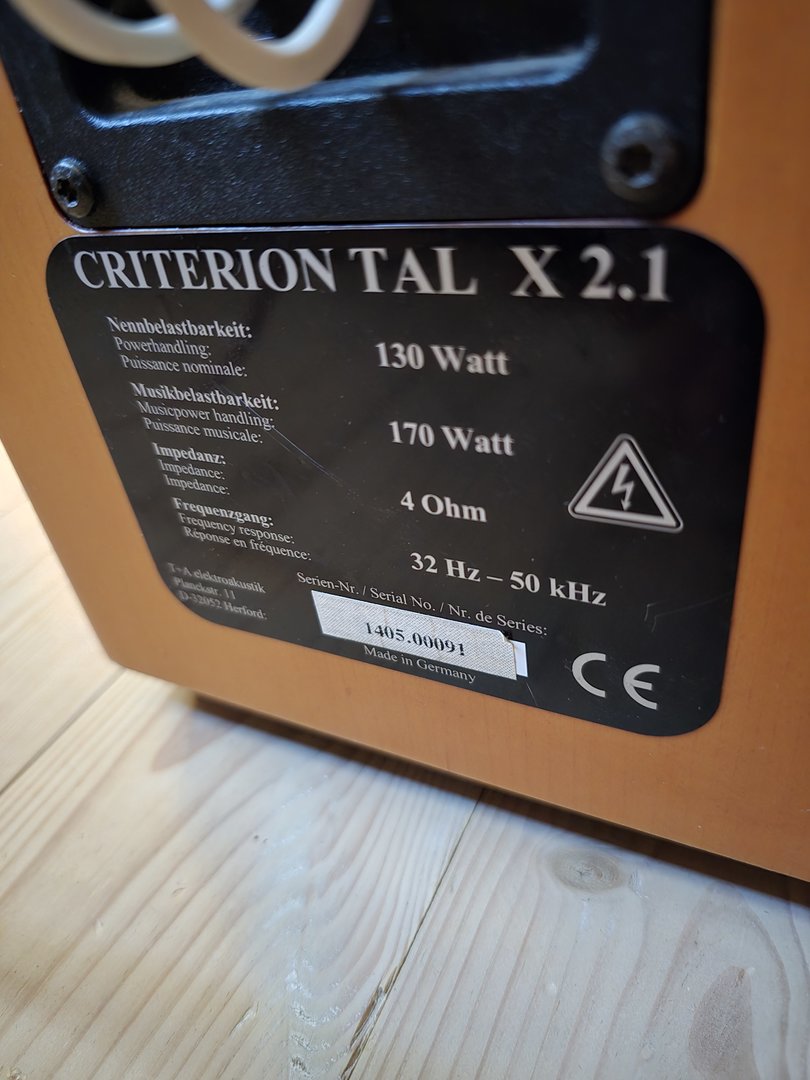 CRITERION TAL X 2.1
Nennbelastbarkeit:
Powerhandling:
Puissance nominale:
130 Watt
Musikbelastbarkeit:
Musicpower handling:
Puissance musicale:
170 Watt
Impedanz:
Impedance:
Impedance:
4 Ohm
Frequenzgang:
Frequency response:
Réponse en fréquence:
32 Hz – 50 kHz
T+A elektroakustik
Planckstr. 11
D-32052 Herford:
Serien-Nr. / Serial No. / Nr. de Series:
1405.00091
Made in Germany
CE